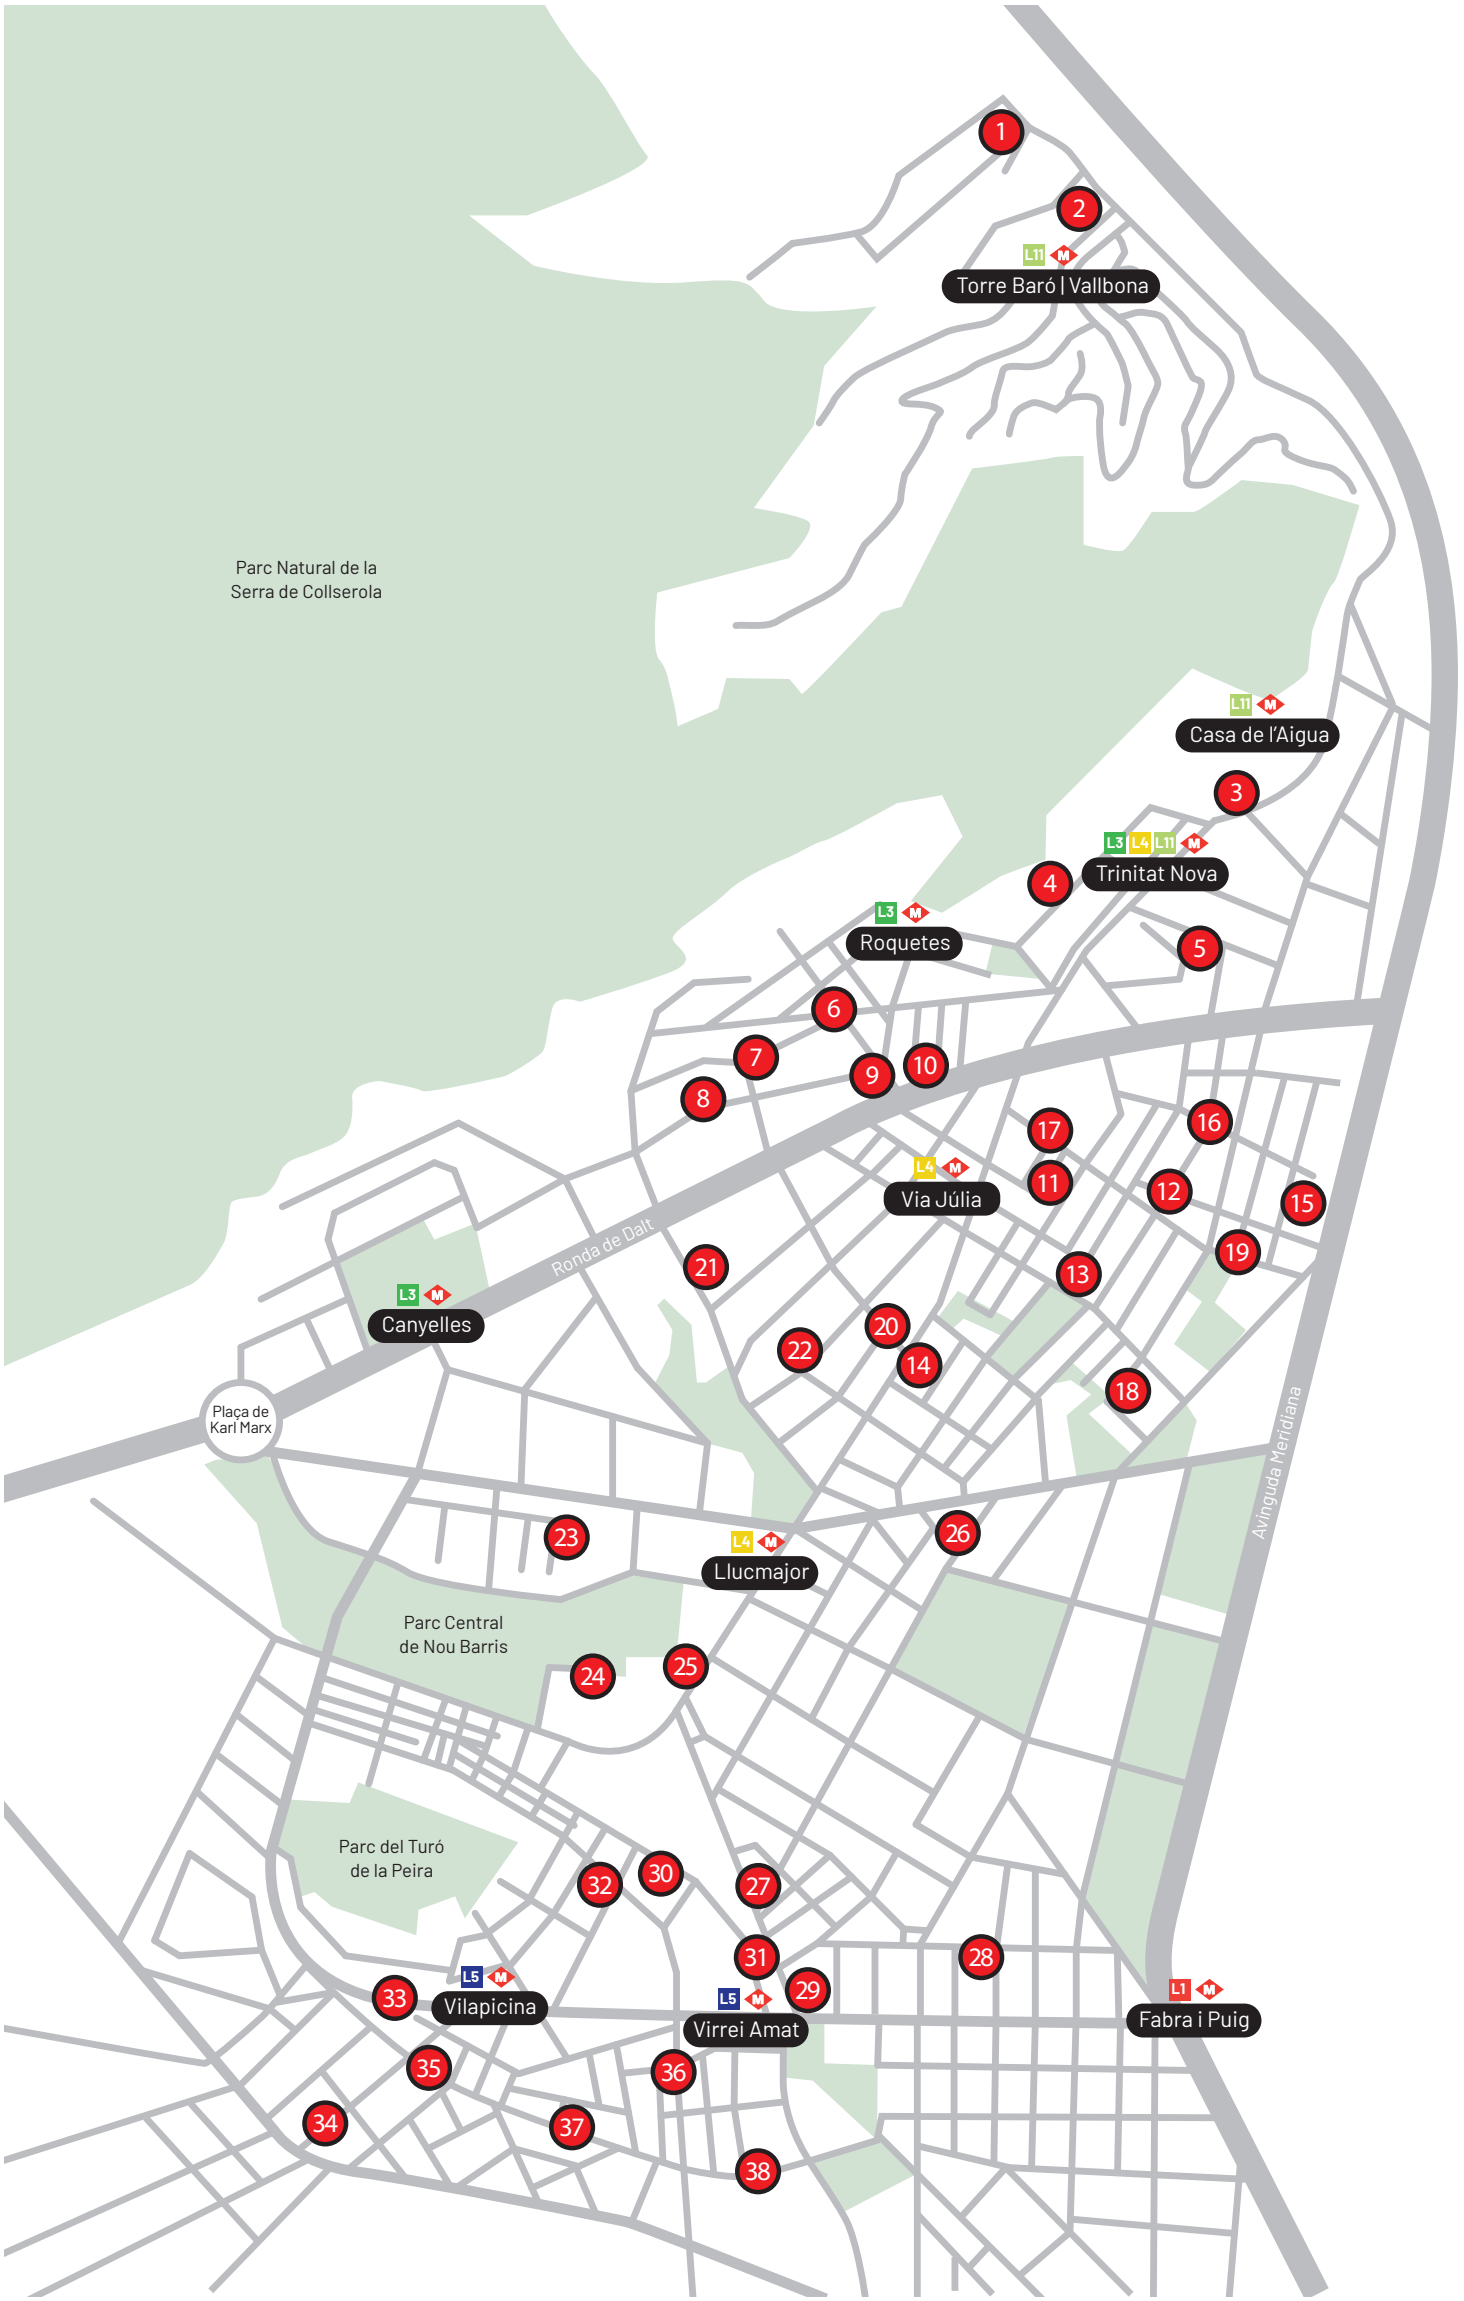 1
2
L11 M
Torre Baró | Vallbona
Parc Natural de la
Serra de Collserola
L11 M
Casa de l'Aigua
3
L3 L4 L11 M
Trinitat Nova
4
L3 M
Roquetes
5
6
7
8
9
10
16
17
11
12
15
L4 M
Via Júlia
Ronda de Dalt
21
13
19
L3 M
Canyelles
20
22
14
18
Plaça de
Karl Marx
Avinguda Meridiana
23
26
L4 M
Llucmajor
Parc Central
de Nou Barris
24
25
Parc del Turó
de la Peira
32
30
27
31
28
29
33
L5 M
Vilapicina
L5 M
Virrei Amat
L1 M
Fabra i Puig
35
36
34
37
38